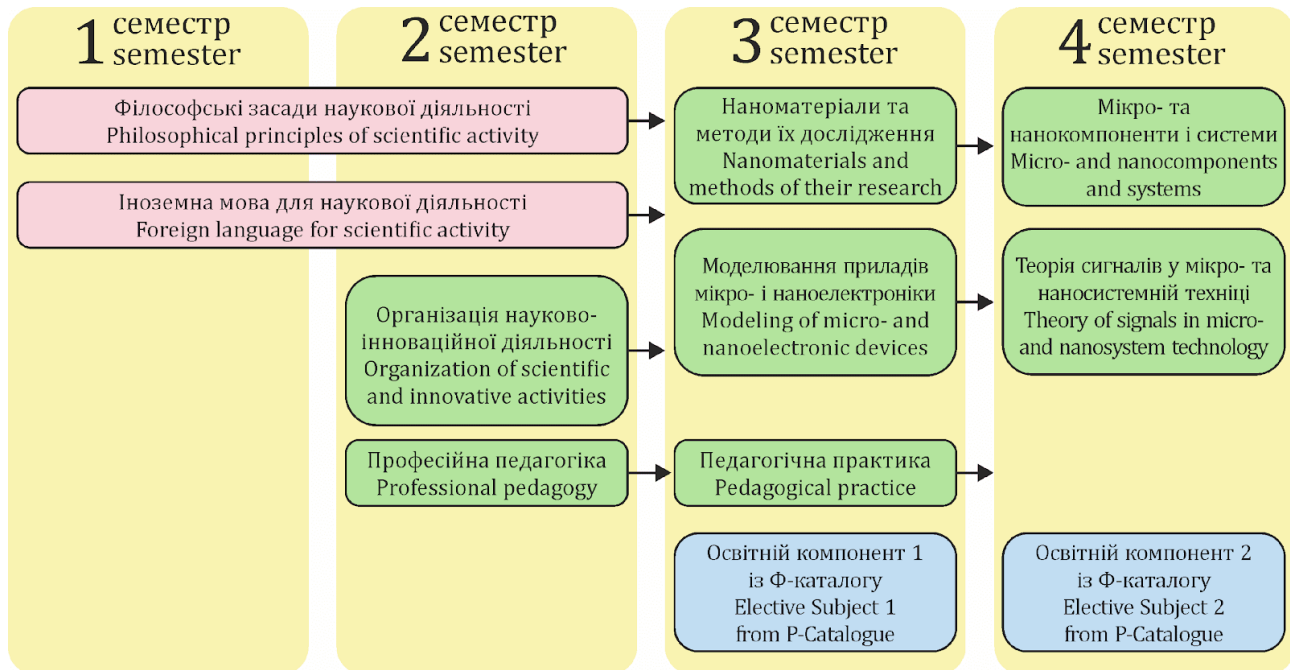 1 семестр
semester
2 семестр
semester
3 семестр
semester
4 семестр
semester
Філософські засади наукової діяльності
Philosophical principles of scientific activity
Іноземна мова для наукової діяльності
Foreign language for scientific activity
Організація науково-
інноваційної діяльності
Organization of scientific
and innovative activities
Професійна педагогіка
Professional pedagogy
Наноматеріали та
методи їх дослідження
Nanomaterials and
methods of their research
Моделювання приладів
мікро- і наноелектроніки
Modeling of micro- and
nanoelectronic devices
Педагогічна практика
Pedagogical practice
Освітній компонент 1
із Ф-каталогу
Elective Subject 1
from P-Catalogue
Мікро- та
нанокомпоненти і системи
Micro- and nanocomponents
and systems
Теорія сигналів у мікро- та
наносистемній техніці
Theory of signals in micro-
and nanosystem technology
Освітній компонент 2
із Ф-каталогу
Elective Subject 2
from P-Catalogue